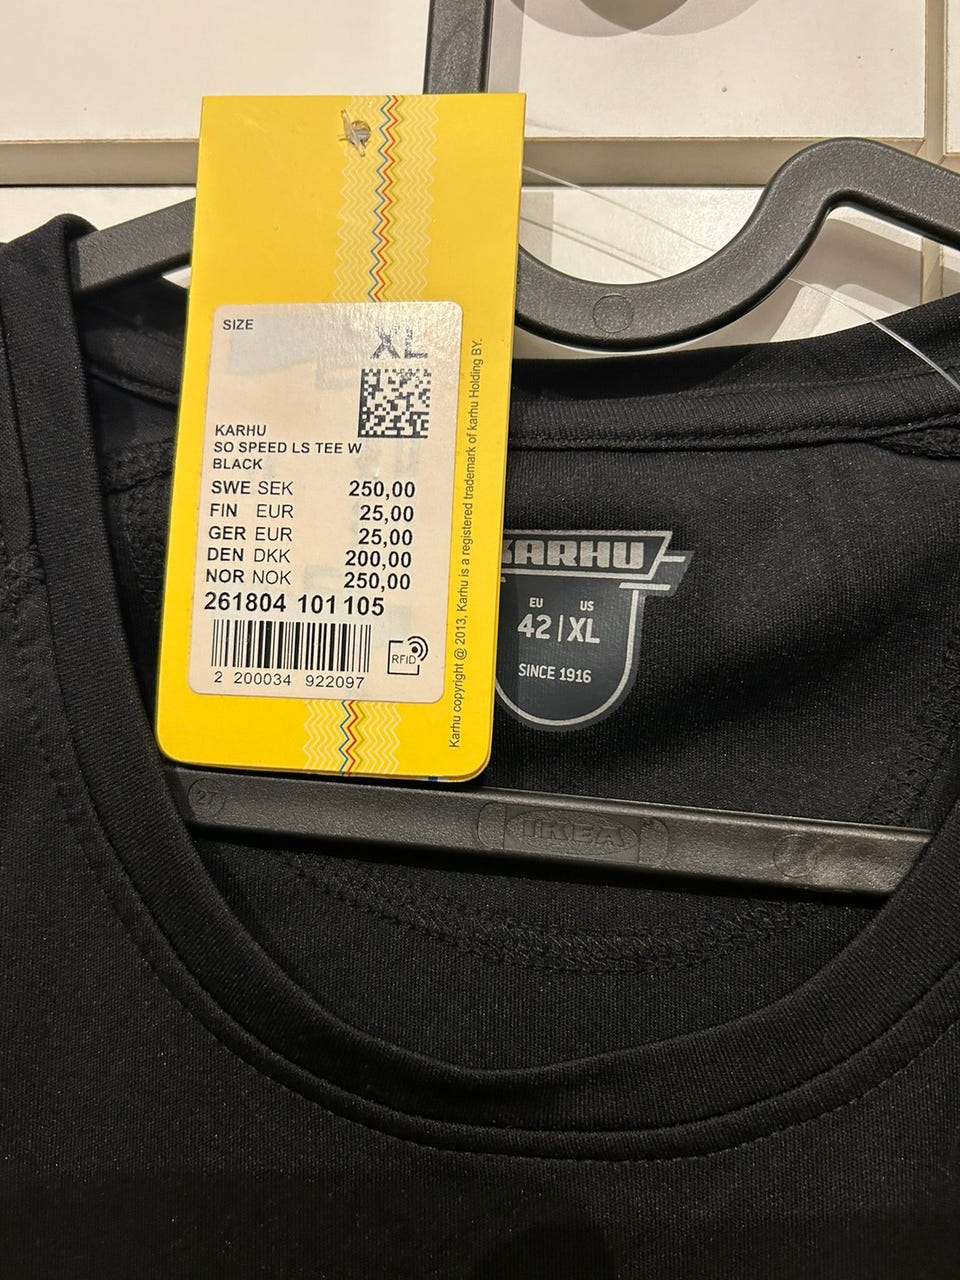 SIZE
XL
KARHU
SO SPEED LS TEE W
BLACK
SWE SEK 250,00
FIN EUR 25,00
GER EUR 25,00
DEN DKK 200,00
NOR NOK 250,00
261804 101105
2 200034 922097
RFID
Karhu copyright @ 2013, Karhu is a registered trademark of karhu Holding BY.
KARHU
EU US
42 | XL
SINCE 1916
27
IKEA